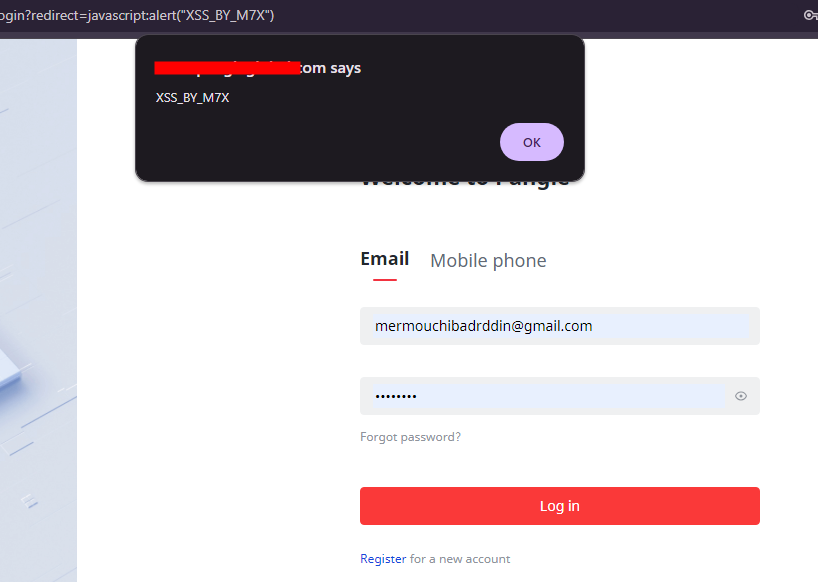 ogin?redirect=javascript:alert("XSS_BY_M7X")
com says
XSS_BY_M7X
OK
Welcome to Pangle
Email
Mobile phone
mermouchibadrddin@gmail.com
••••••••
Forgot password?
Log in
Register for a new account